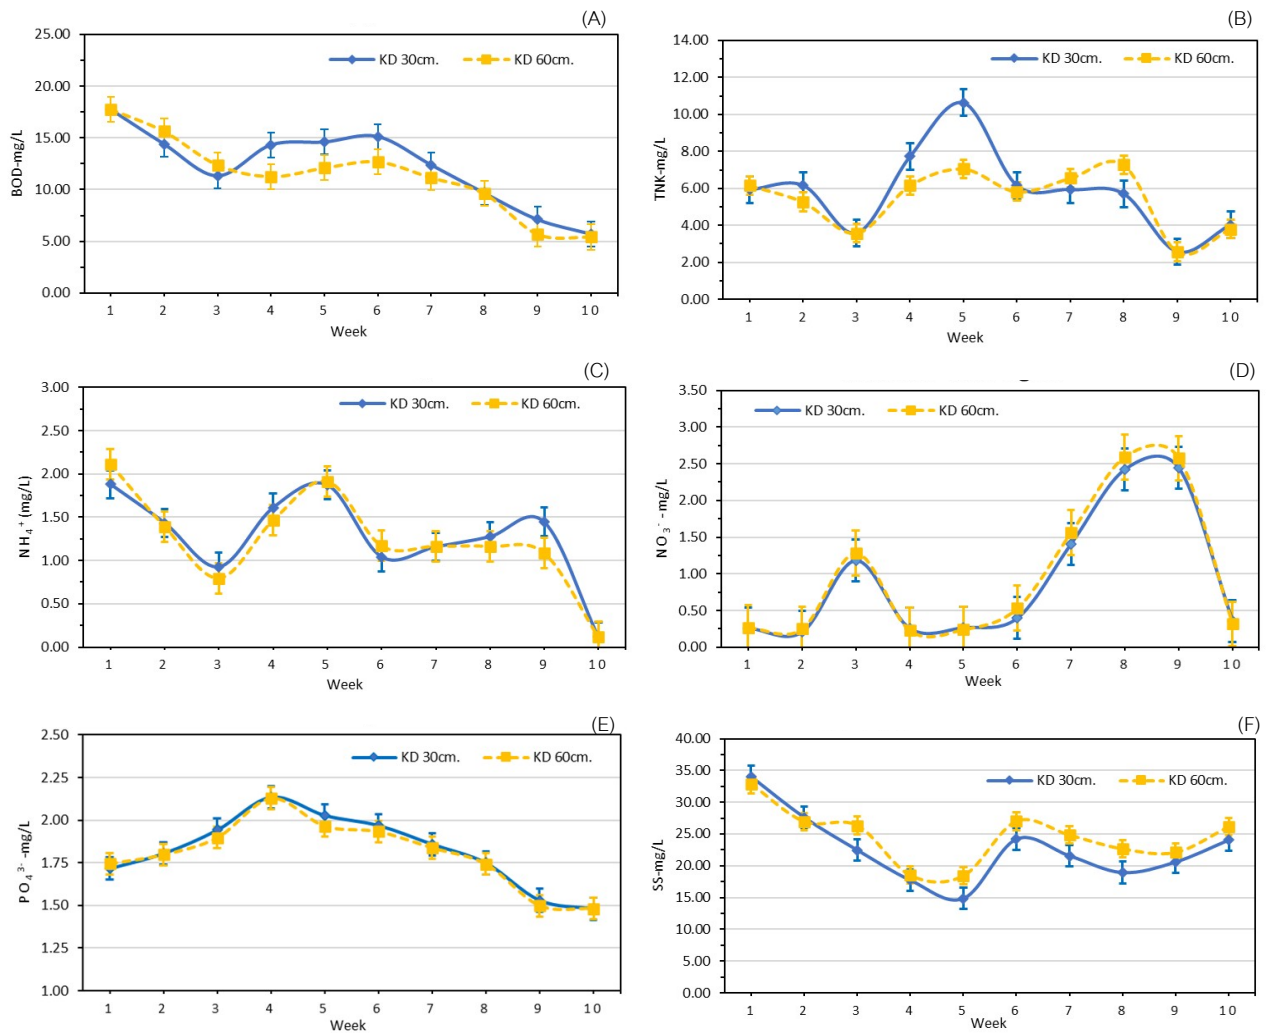 (A)
25.00
20.00
15.00
10.00
5.00
0.00
BOD-mg/L
KD 30cm. KD 60cm.
1 2 3 4 5 6 7 8 9 10
Week
(B)
14.00
12.00
10.00
8.00
6.00
4.00
2.00
0.00
TNK-mg/L
KD 30cm. KD 60cm.
1 2 3 4 5 6 7 8 9 10
Week
(C)
3.00
2.50
2.00
1.50
1.00
0.50
0.00
NH₄⁺(mg/L)
KD 30cm. KD 60cm.
1 2 3 4 5 6 7 8 9 10
Week
(D)
3.50
3.00
2.50
2.00
1.50
1.00
0.50
0.00
NO₃⁻-mg/L
KD 30cm. KD 60cm.
1 2 3 4 5 6 7 8 9 10
Week
(E)
2.50
2.25
2.00
1.75
1.50
1.25
1.00
PO₄³⁻-mg/L
KD 30cm. KD 60cm.
1 2 3 4 5 6 7 8 9 10
Week
(F)
40.00
35.00
30.00
25.00
20.00
15.00
10.00
5.00
0.00
SS-mg/L
KD 30cm. KD 60cm.
1 2 3 4 5 6 7 8 9 10
Week